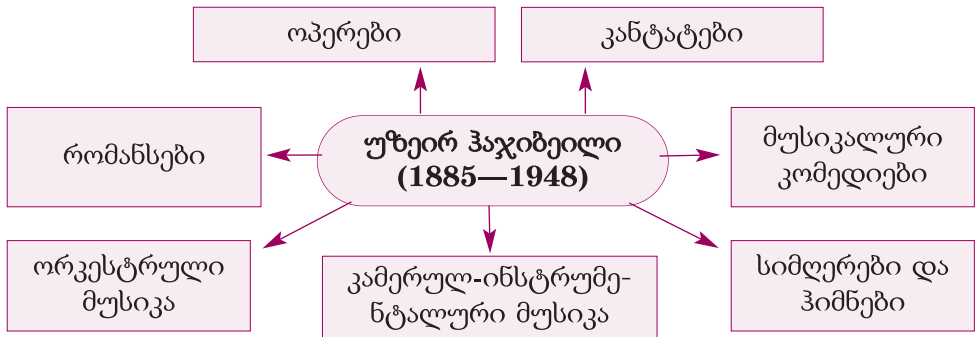 ოპერები
კანტატები
რომანსები
უზეირ ჰაჯიბეილი
(1885—1948)
მუსიკალური
კომედიები
ორკესტრული
მუსიკა
კამერულ-ინსტრუმე-
ნტალური მუსიკა
სიმღერები და
ჰიმნები